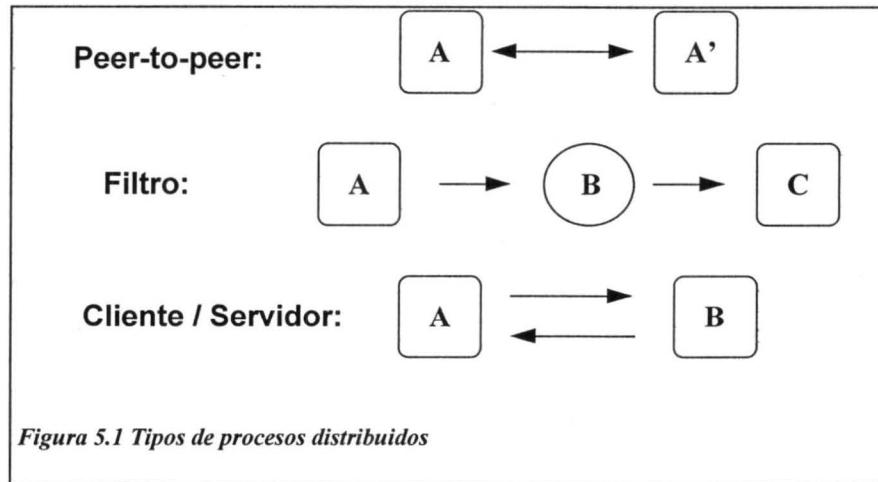 Peer-to-peer: A A’
Filtro: A B C
Cliente / Servidor: A B
Figura 5.1 Tipos de procesos distribuidos